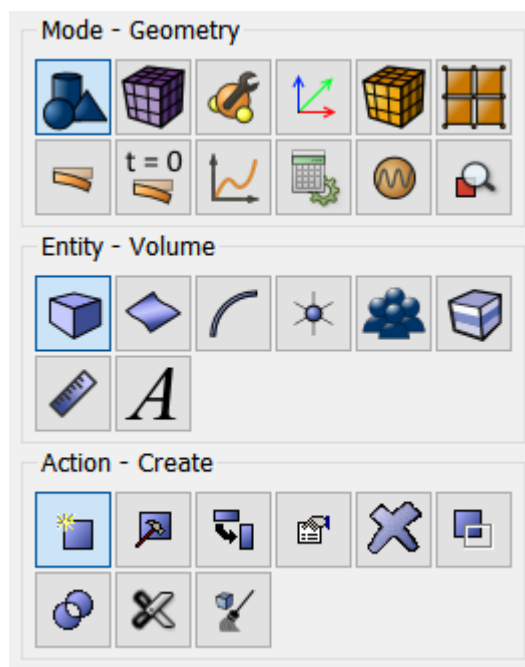 Mode - Geometry
t = 0
Entity - Volume
A
Action - Create